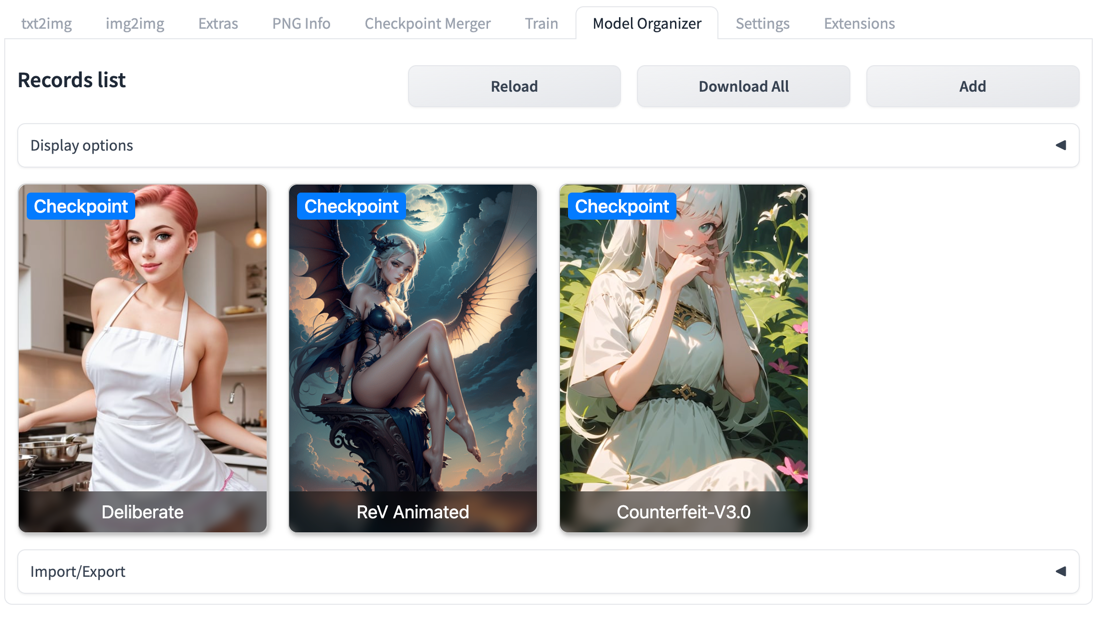 txt2img img2img Extras PNG Info Checkpoint Merger Train Model Organizer Settings Extensions
Records list Reload Download All Add
Display options
Checkpoint Checkpoint Checkpoint
Deliberate ReV Animated Counterfeit-V3.0
Import/Export